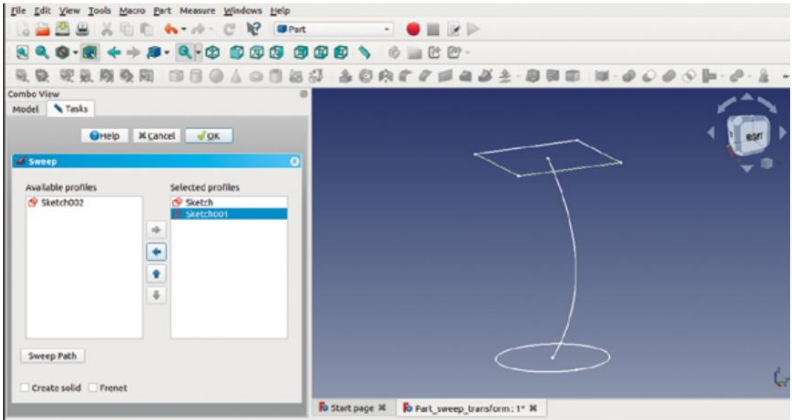 File Edit View Tools Macro Part Measure Windows Help
Part
Combo View
Model Tasks
Help Cancel OK
Sweep
Available profiles Selected profiles
Sketch002 Sketch
Sketch001
Sweep Path
Create solid Frenet
Start page Part_sweep_transform : 1*